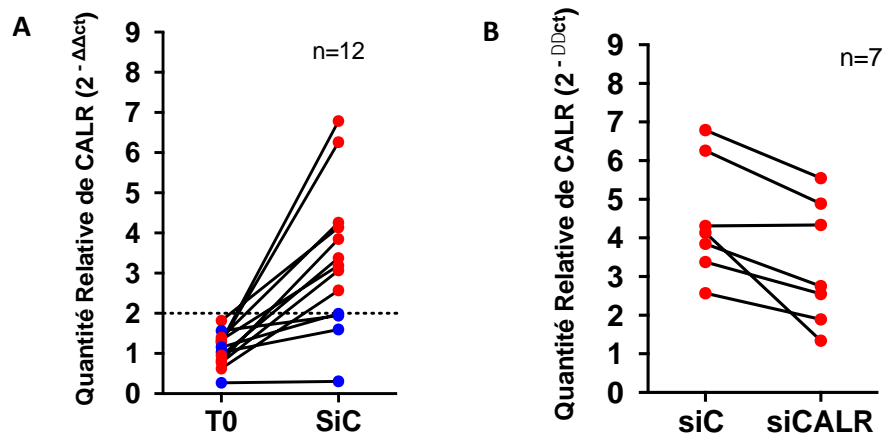 A
Quantité Relative de CALR (2 - ΔΔct)
n=12
9
8
7
6
5
4
3
2
1
0
T0 SiC
B
Quantité Relative de CALR (2 - □□ct)
n=7
9
8
7
6
5
4
3
2
1
0
siC siCALR